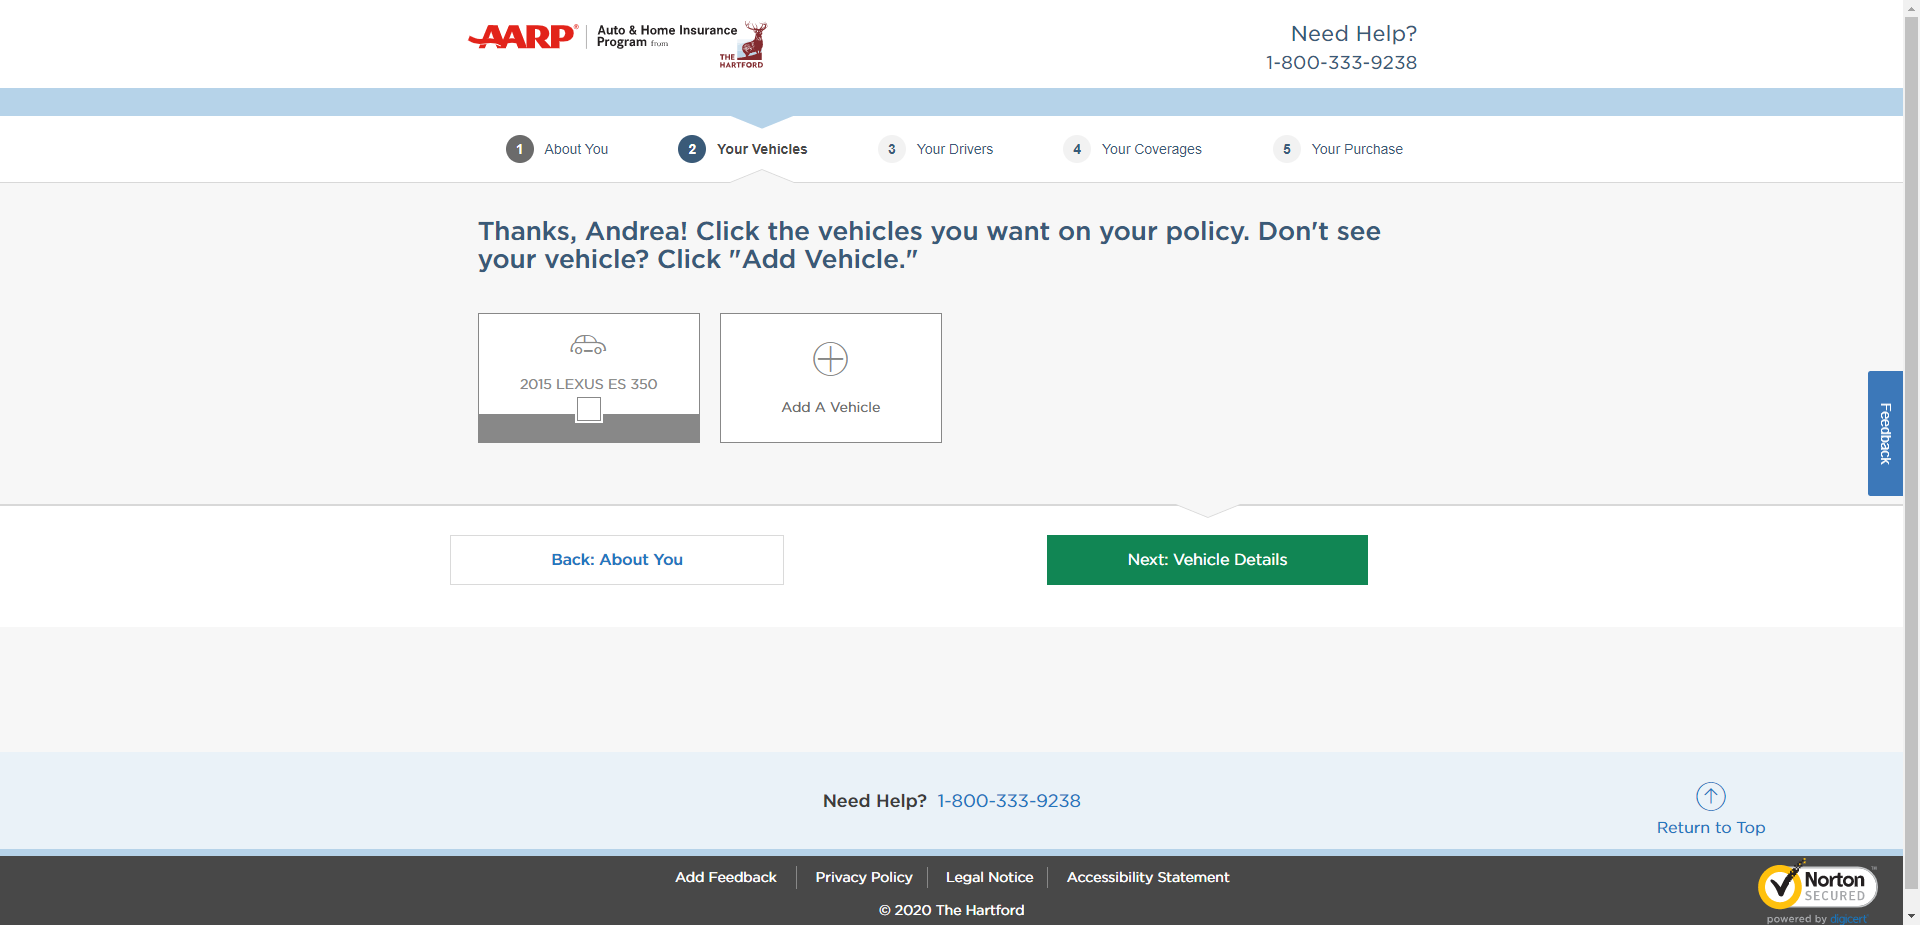 AARP® Auto & Home Insurance Program from
THE HARTFORD
Need Help?
1-800-333-9238
1 About You
2 Your Vehicles
3 Your Drivers
4 Your Coverages
5 Your Purchase
Thanks, Andrea! Click the vehicles you want on your policy. Don't see
your vehicle? Click "Add Vehicle."
2015 LEXUS ES 350
Add A Vehicle
Feedback
Back: About You
Next: Vehicle Details
Need Help? 1-800-333-9238
Return to Top
Add Feedback
Privacy Policy
Legal Notice
Accessibility Statement
© 2020 The Hartford
Norton
SECURED
powered by digicert